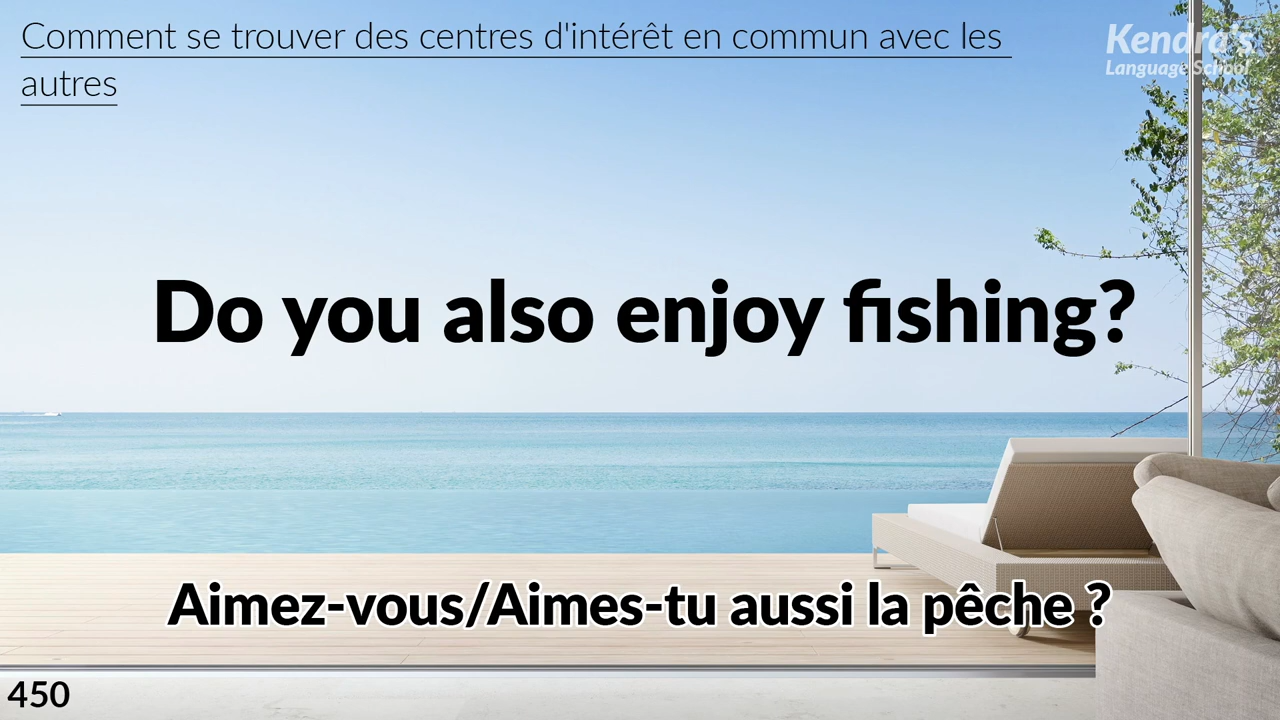 Comment se trouver des centres d'intérêt en commun avec les
autres
Kendra's
Language School
Do you also enjoy fishing?
Aimez-vous/Aimes-tu aussi la pêche ?
450